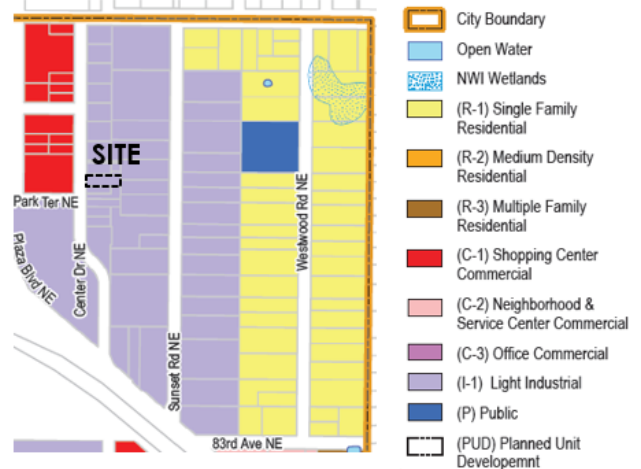 SITE
Park Ter NE
Plaza Blvd NE
Center Dr NE
Sunset Rd NE
Westwood Rd NE
83rd Ave NE
City Boundary
Open Water
NWI Wetlands
(R-1) Single Family
Residential
(R-2) Medium Density
Residential
(R-3) Multiple Family
Residential
(C-1) Shopping Center
Commercial
(C-2) Neighborhood &
Service Center Commercial
(C-3) Office Commercial
(I-1) Light Industrial
(P) Public
(PUD) Planned Unit
Developemnt